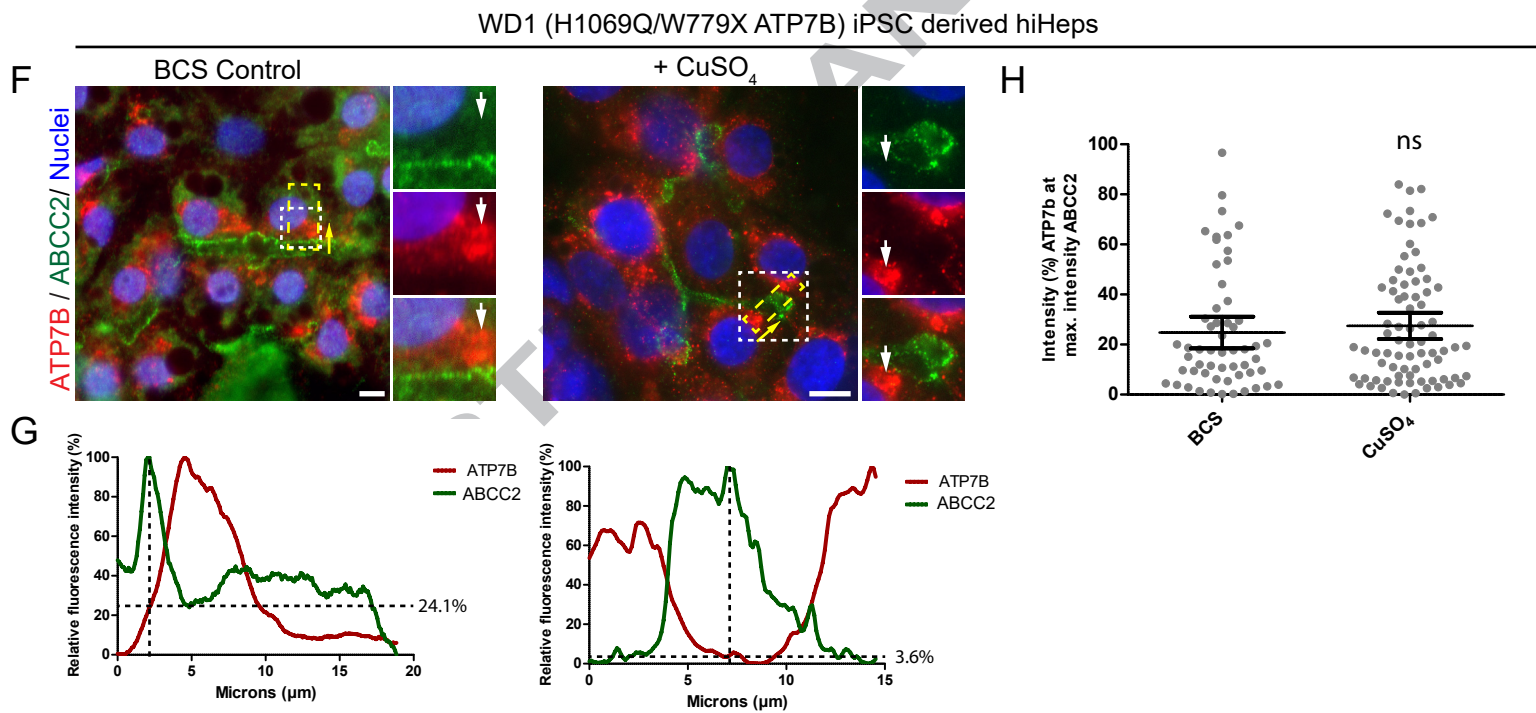 WD1 (H1069Q/W779X ATP7B) iPSC derived hiHeps
F
BCS Control
+ CuSO₄
ATP7B / ABCC2/ Nuclei
H
ns
Intensity (%) ATP7b at
max. intensity ABCC2
100
80
60
40
20
0
BCS
CuSO₄
G
Relative fluorescence intensity (%)
100
80
60
40
20
0
0
5
10
15
20
Microns (µm)
ATP7B
ABCC2
24.1%
Relative fluorescence intensity (%)
100
80
60
40
20
0
0
5
10
15
Microns (µm)
ATP7B
ABCC2
3.6%